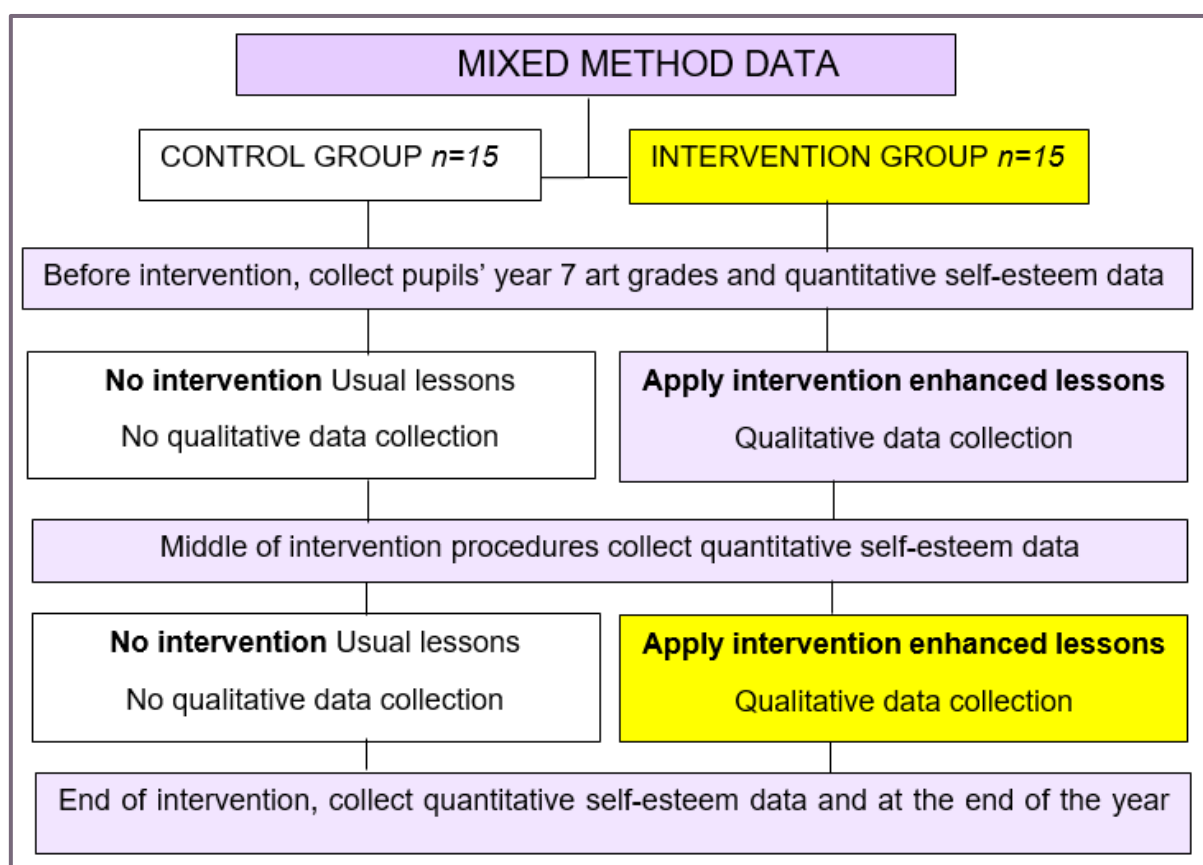 MIXED METHOD DATA
CONTROL GROUP n=15
INTERVENTION GROUP n=15
Before intervention, collect pupils’ year 7 art grades and quantitative self-esteem data
No intervention Usual lessons
No qualitative data collection
Apply intervention enhanced lessons
Qualitative data collection
Middle of intervention procedures collect quantitative self-esteem data
No intervention Usual lessons
No qualitative data collection
Apply intervention enhanced lessons
Qualitative data collection
End of intervention, collect quantitative self-esteem data and at the end of the year